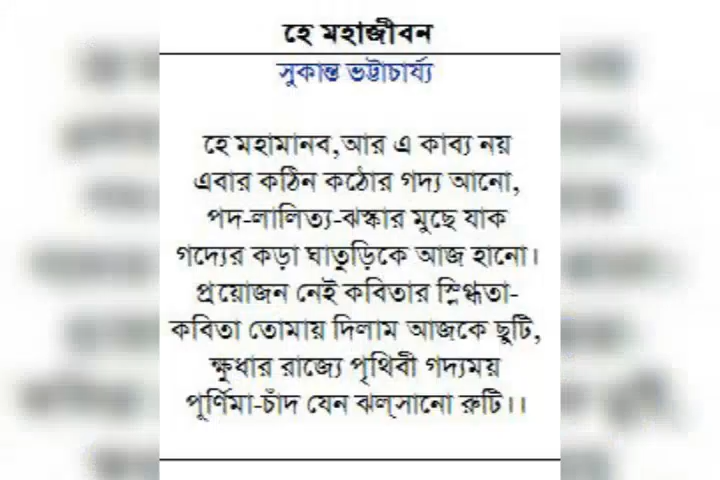 হে মহাজীবন
সুকান্ত ভট্টাচার্য্য
হে মহামানব,আর এ কাব্য নয়
এবার কঠিন কঠোর গদ্য আনো,
পদ-লালিত্য-ঝঙ্কার মুছে যাক
গদ্যের কড়া ঘাতুড়িকে আজ হানো।
প্রয়োজন নেই কবিতার স্নিগ্ধতা-
কবিতা তোমায় দিলাম আজকে ছুটি,
ক্ষুধার রাজ্যে পৃথিবী গদ্যময়
পূর্ণিমা-চাঁদ যেন ঝল্‌সানো রুটি।।